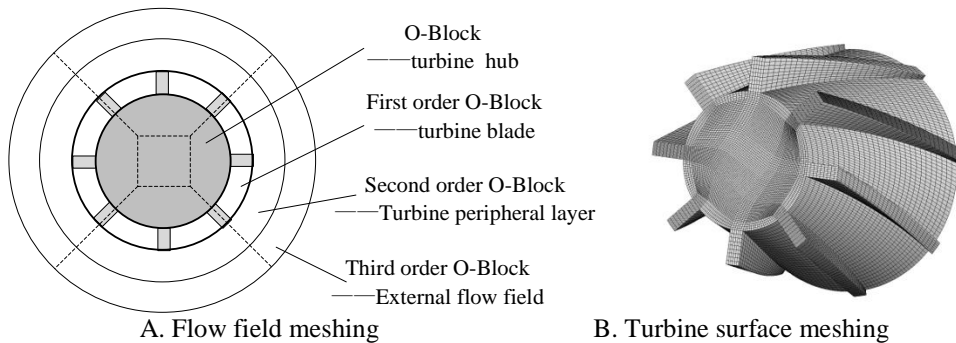 O-Block
——turbine hub
First order O-Block
——turbine blade
Second order O-Block
——Turbine peripheral layer
Third order O-Block
——External flow field
A. Flow field meshing
B. Turbine surface meshing